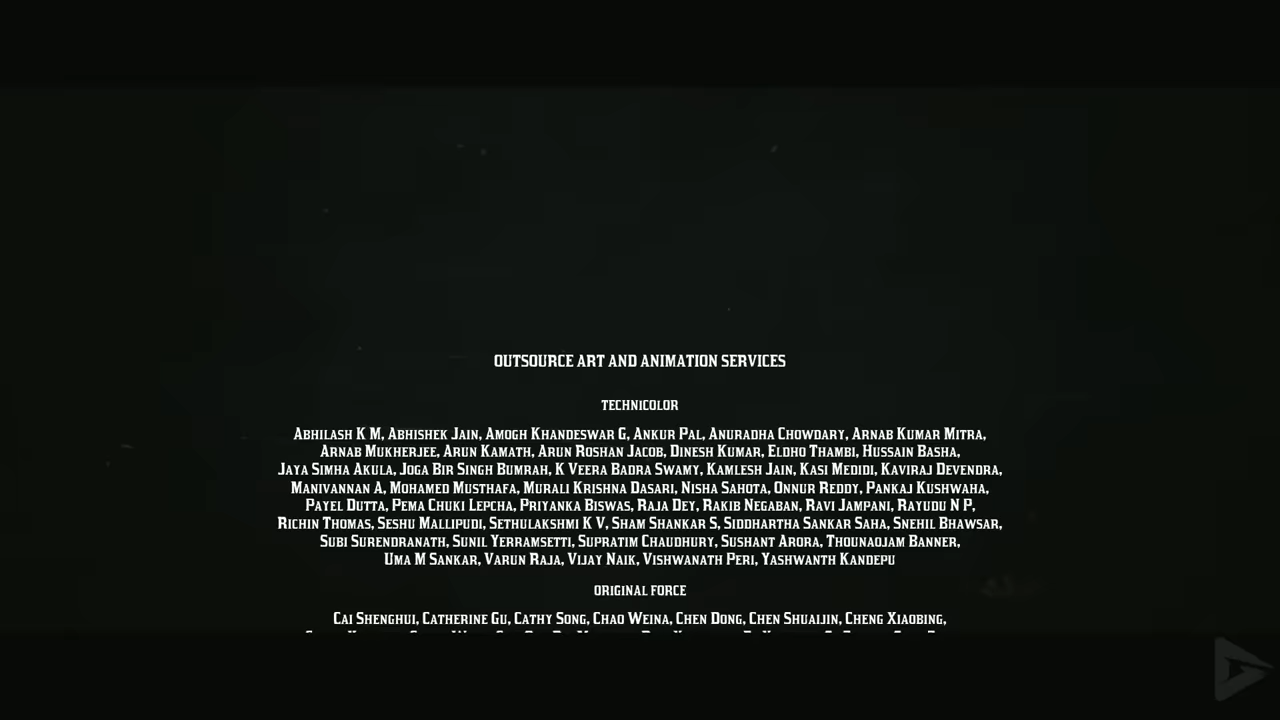 OUTSOURCE ART AND ANIMATION SERVICES
TECHNICOLOR
ABHILASH K M, ABHISHEK JAIN, AMOGH KHANDESWAR G, ANKUR PAL, ANURADHA CHOWDARY, ARNAB KUMAR MITRA,
ARNAB MUKHERJEE, ARUN KAMATH, ARUN ROSHAN JACOB, DINESH KUMAR, ELDHO THAMBI, HUSSAIN BASHA,
JAYA SIMHA AKULA, JOGA BIR SINGH BUMRAH, K VEERA BADRA SWAMY, KAMLESH JAIN, KASI MEDIDI, KAVIRAJ DEVENDRA,
MANIVANNAN A, MOHAMED MUSTHAFA, MURALI KRISHNA DASARI, NISHA SAHOTA, ONNUR REDDY, PANKAJ KUSHWAHA,
PAYEL DUTTA, PEMA CHUKI LEPCHA, PRIYANKA BISWAS, RAJA DEY, RAKIB NEGABAN, RAVI JAMPANI, RAYUDU N P,
RICHIN THOMAS, SESHU MALLIPUDI, SETHULAKSHMI K V, SHAM SHANKAR S, SIDDHARTHA SANKAR SAHA, SNEHIL BHAWSAR,
SUBI SURENDRANATH, SUNIL YERRAMSETTI, SUPRATIM CHAUDHURY, SUSHANT ARORA, THOUNAOJAM BANNER,
UMA M SANKAR, VARUN RAJA, VIJAY NAIK, VISHWANATH PERI, YASHWANTH KANDEPU
ORIGINAL FORCE
CAI SHENGHUI, CATHERINE GU, CATHY SONG, CHAO WEINA, CHEN DONG, CHEN SHUAIJIN, CHENG XIAOBING,